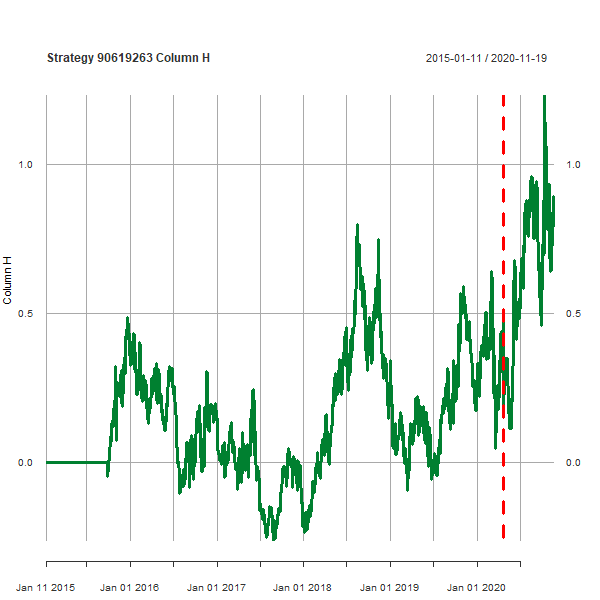 Strategy 90619263 Column H 2015-01-11 / 2020-11-19
1.0 1.0
Column H
0.5 0.5
0.0 0.0
Jan 11 2015 Jan 01 2016 Jan 01 2017 Jan 01 2018 Jan 01 2019 Jan 01 2020